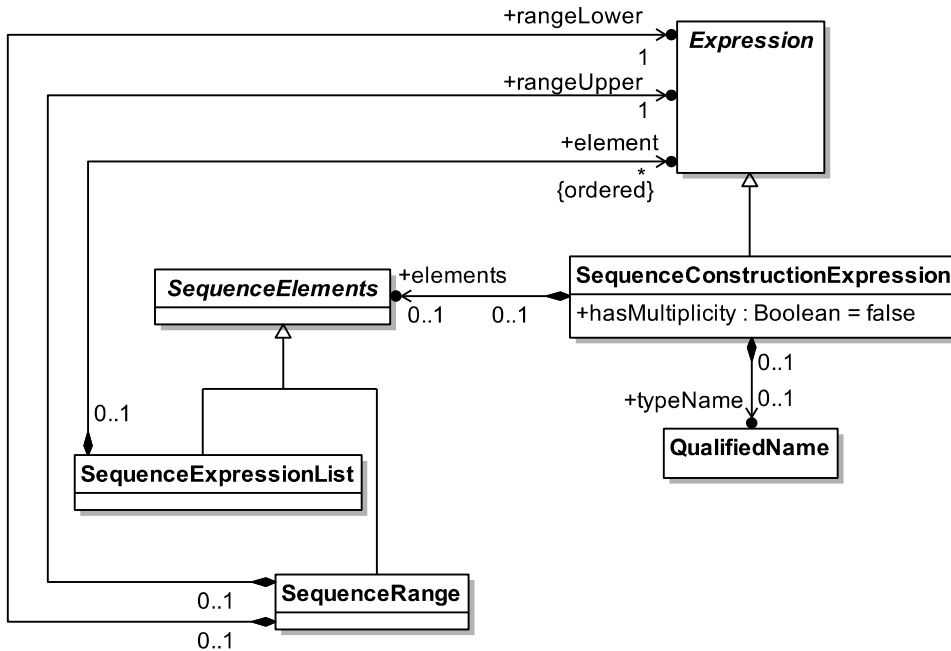 +rangeLower
Expression
1
+rangeUpper
1
+element
*
{ordered}
SequenceConstructionExpression
+hasMultiplicity : Boolean = false
+elements
SequenceElements
0..1
0..1
0..1
+typeName
0..1
QualifiedName
0..1
SequenceExpressionList
SequenceRange
0..1
0..1